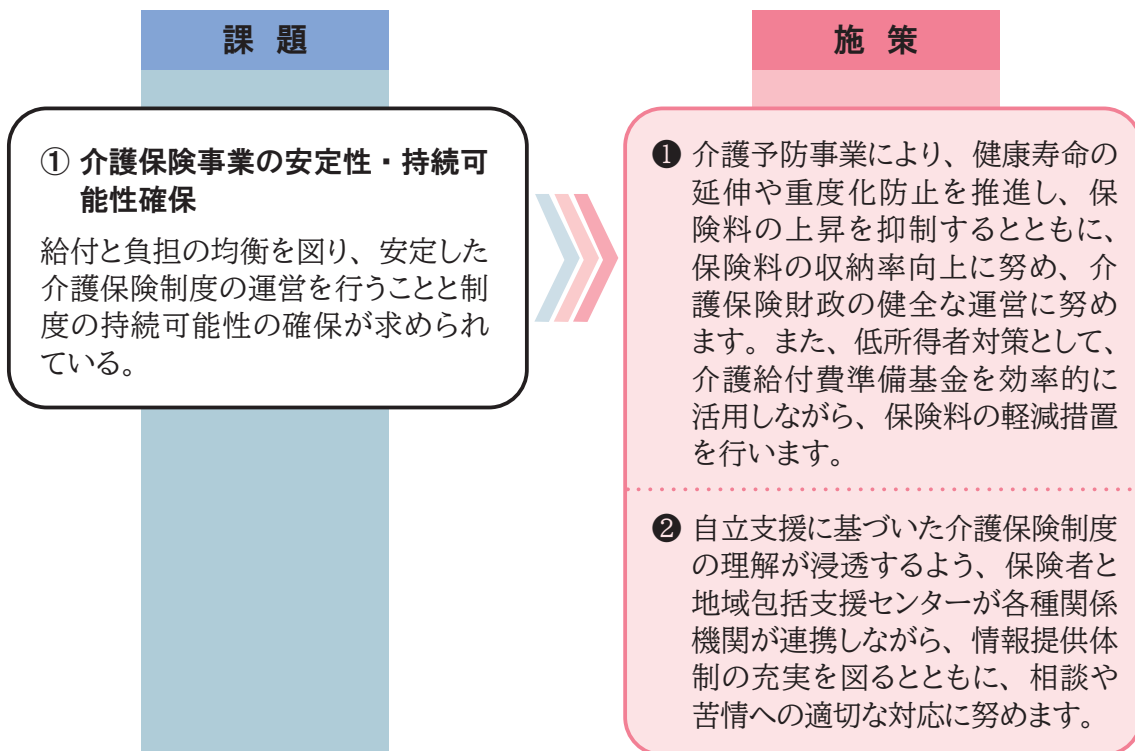 課 題
① 介護保険事業の安定性・持続可
能性確保
給付と負担の均衡を図り、安定した
介護保険制度の運営を行うことと制
度の持続可能性の確保が求められ
ている。
施 策
❶ 介護予防事業により、健康寿命の
延伸や重度化防止を推進し、保
険料の上昇を抑制するとともに、
保険料の収納率向上に努め、介
護保険財政の健全な運営に努め
ます。また、低所得者対策として、
介護給付費準備基金を効率的に
活用しながら、保険料の軽減措置
を行います。
❷ 自立支援に基づいた介護保険制度
の理解が浸透するよう、保険者と
地域包括支援センターが各種関係
機関が連携しながら、情報提供体
制の充実を図るとともに、相談や
苦情への適切な対応に努めます。